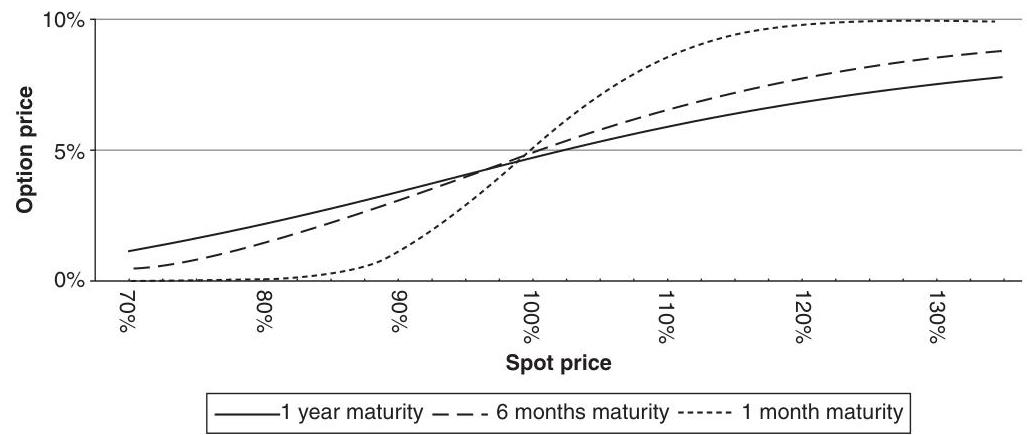 10%
5%
0%
Option price
70%
80%
90%
100%
110%
120%
130%
Spot price
1 year maturity
6 months maturity
1 month maturity